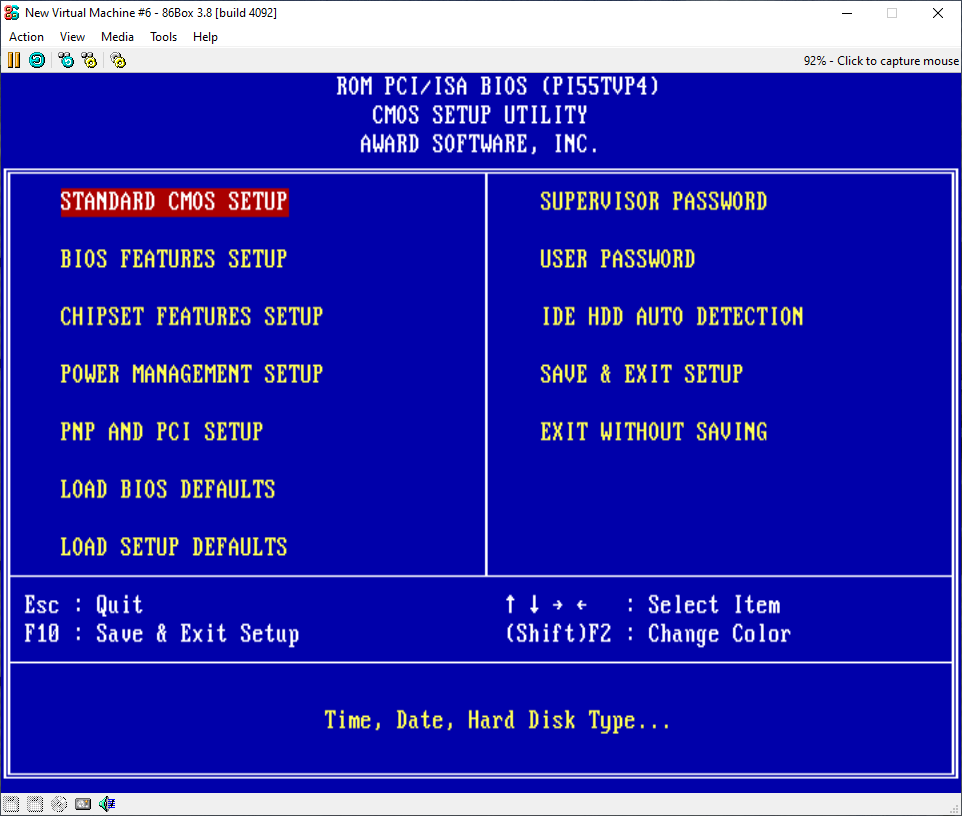 New Virtual Machine #6 - 86Box 3.8 [build 4092]
Action View Media Tools Help
92% - Click to capture mouse
ROM PCI/ISA BIOS (PI55TVP4)
CMOS SETUP UTILITY
AWARD SOFTWARE, INC.
STANDARD CMOS SETUP
BIOS FEATURES SETUP
CHIPSET FEATURES SETUP
POWER MANAGEMENT SETUP
PNP AND PCI SETUP
LOAD BIOS DEFAULTS
LOAD SETUP DEFAULTS
SUPERVISOR PASSWORD
USER PASSWORD
IDE HDD AUTO DETECTION
SAVE & EXIT SETUP
EXIT WITHOUT SAVING
Esc : Quit
F10 : Save & Exit Setup
↑ ↓ → ← : Select Item
(Shift)F2 : Change Color
Time, Date, Hard Disk Type...